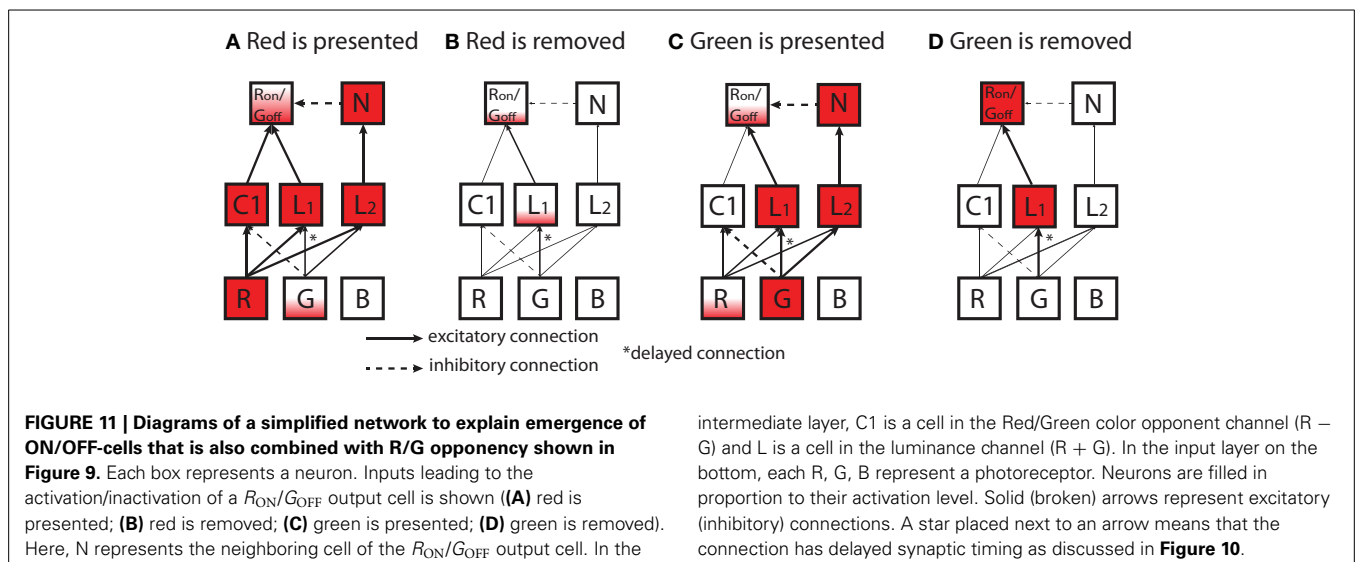 A Red is presented
B Red is removed
C Green is presented
D Green is removed
Ron/ Goff N
Ron/ Goff N
Ron/ Goff N
Ron/ Goff N
C1 L1 L2
C1 L1 L2
C1 L1 L2
C1 L1 L2
*
*
*
*
R G B
R G B
R G B
R G B
excitatory connection
inhibitory connection
*delayed connection
FIGURE 11 | Diagrams of a simplified network to explain emergence of
ON/OFF-cells that is also combined with R/G opponency shown in
Figure 9. Each box represents a neuron. Inputs leading to the
activation/inactivation of a RON/GOFF output cell is shown ((A) red is
presented; (B) red is removed; (C) green is presented; (D) green is removed).
Here, N represents the neighboring cell of the RON/GOFF output cell. In the
intermediate layer, C1 is a cell in the Red/Green color opponent channel (R −
G) and L is a cell in the luminance channel (R + G). In the input layer on the
bottom, each R, G, B represent a photoreceptor. Neurons are filled in
proportion to their activation level. Solid (broken) arrows represent excitatory
(inhibitory) connections. A star placed next to an arrow means that the
connection has delayed synaptic timing as discussed in Figure 10.